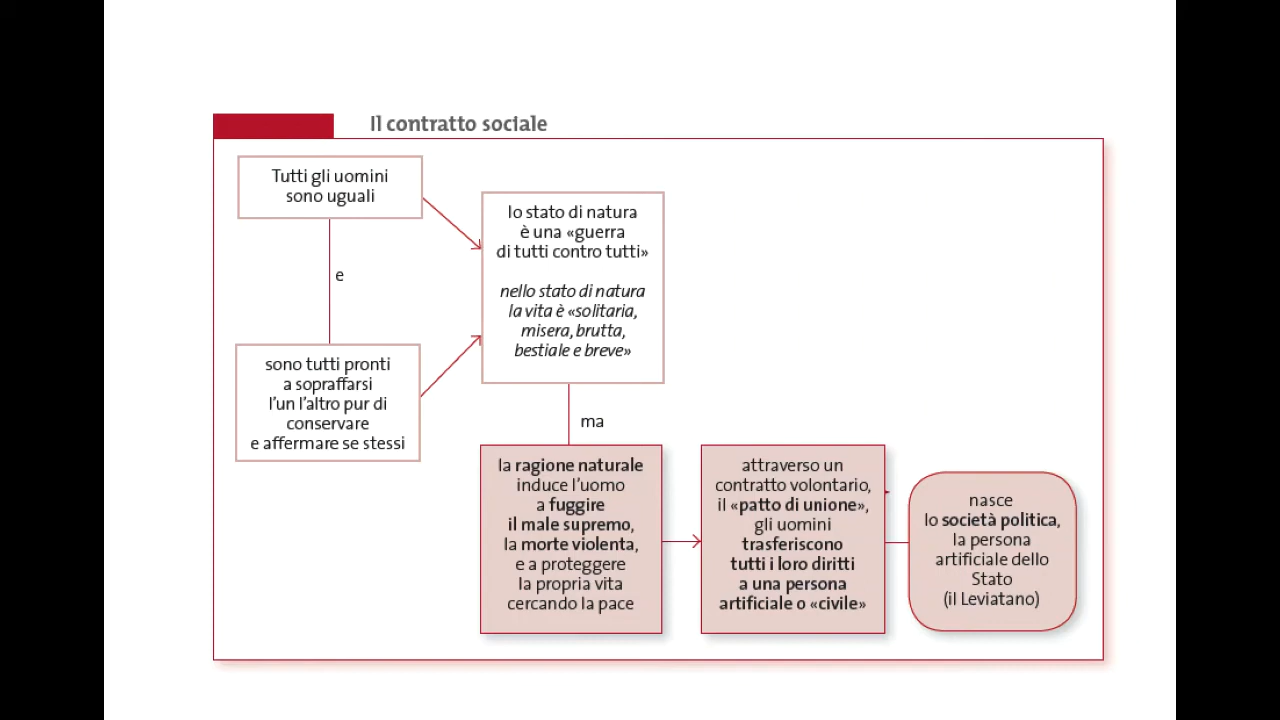 Il contratto sociale
Tutti gli uomini
sono uguali
e
sono tutti pronti
a sopraffarsi
l'un l'altro pur di
conservare
e affermare se stessi
lo stato di natura
è una «guerra
di tutti contro tutti»
nello stato di natura
la vita è «solitaria,
misera, brutta,
bestiale e breve»
ma
la ragione naturale
induce l'uomo
a fuggire
il male supremo,
la morte violenta,
e a proteggere
la propria vita
cercando la pace
attraverso un
contratto volontario,
il «patto di unione»,
gli uomini
trasferiscono
tutti i loro diritti
a una persona
artificiale o «civile»
nasce
lo società politica,
la persona
artificiale dello
Stato
(il Leviatano)